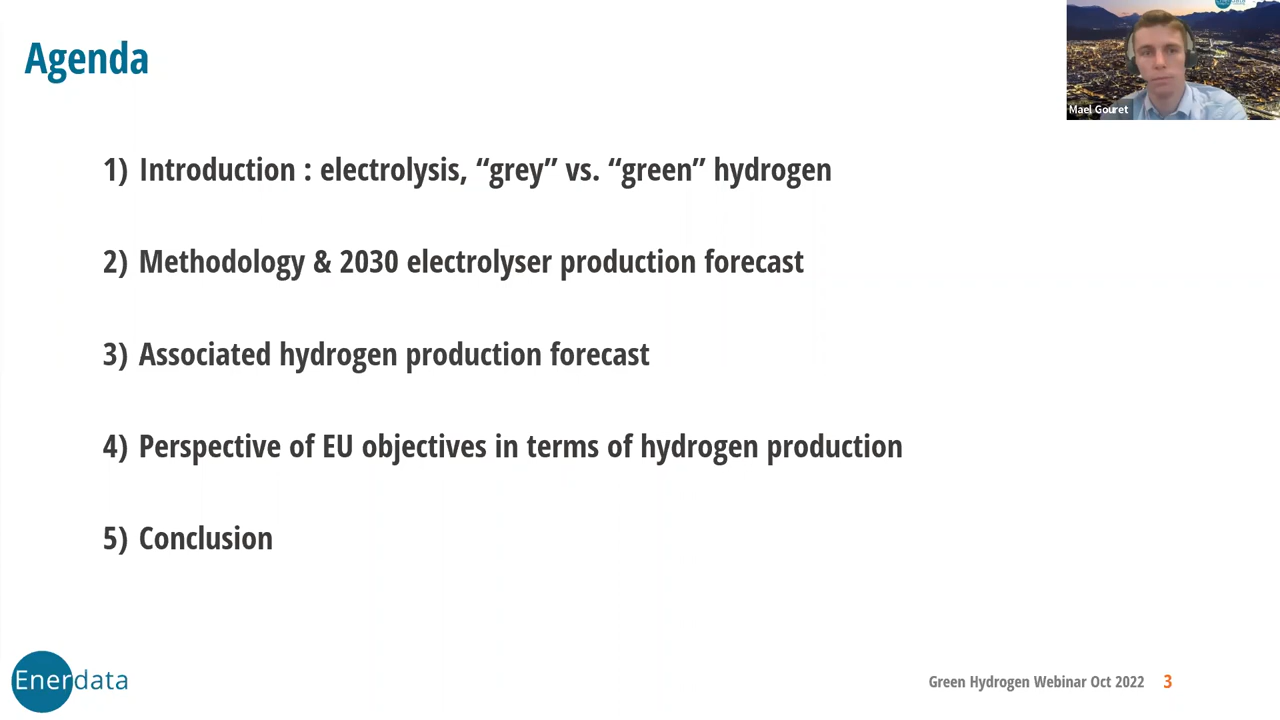 Agenda
Mael Gouret
1) Introduction : electrolysis, “grey” vs. “green” hydrogen
2) Methodology & 2030 electrolyser production forecast
3) Associated hydrogen production forecast
4) Perspective of EU objectives in terms of hydrogen production
5) Conclusion
Enerdata
Green Hydrogen Webinar Oct 2022 3